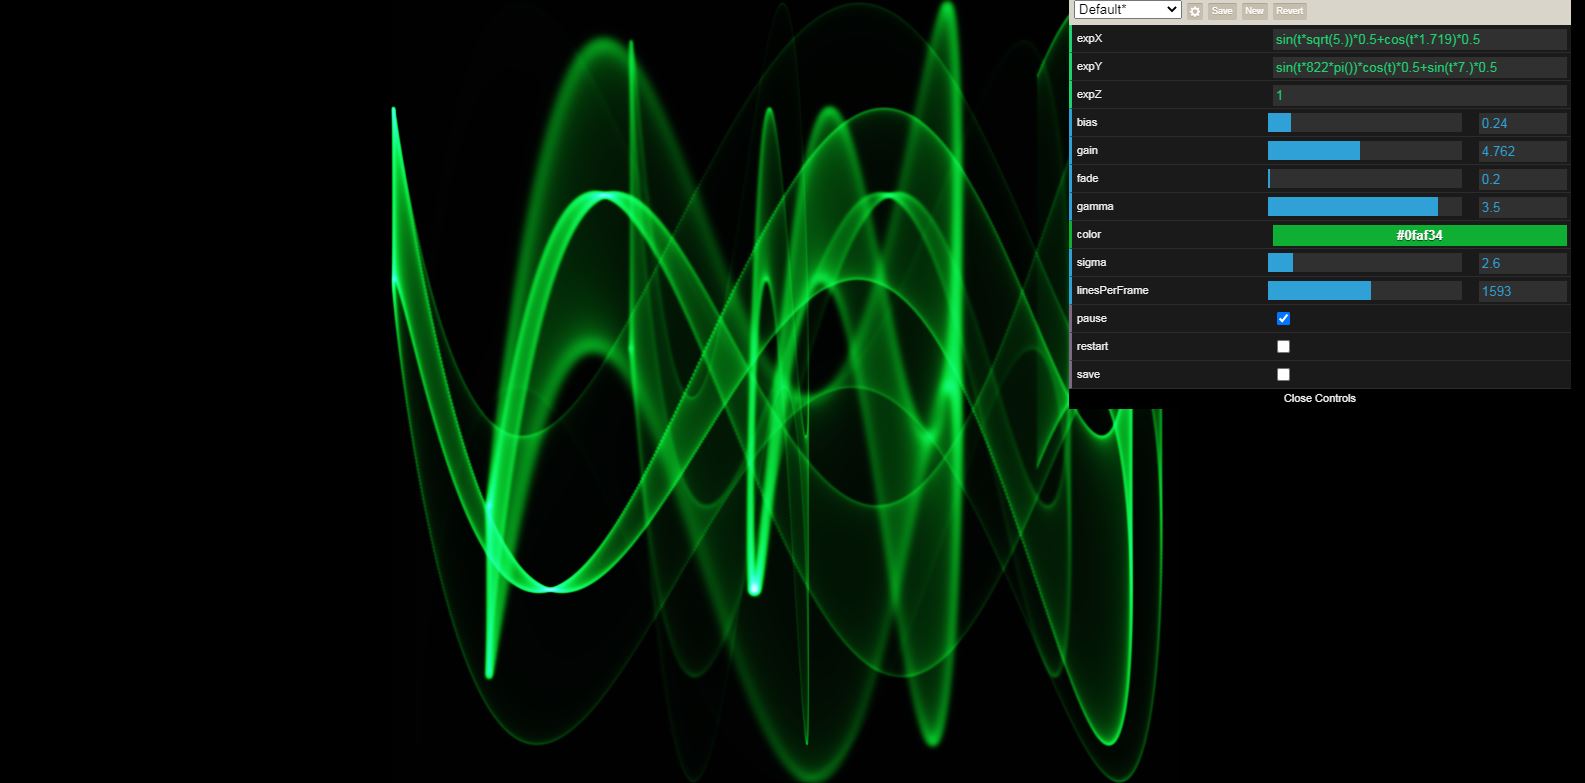 Default* Save New Revert
expX sin(t*sqrt(5.))*0.5+cos(t*1.719)*0.5
expY sin(t*822*pi())*cos(t)*0.5+sin(t*7.)*0.5
expZ 1
bias 0.24
gain 4.762
fade 0.2
gamma 3.5
color #0faf34
sigma 2.6
linesPerFrame 1593
pause
restart
save
Close Controls